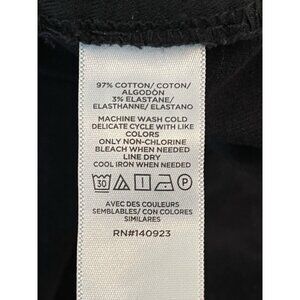 97% COTTON/ COTON/
ALGODÓN
3% ELASTANE/
ELASTHANNE/ ELASTANO
MACHINE WASH COLD
DELICATE CYCLE WITH LIKE
COLORS
ONLY NON-CHLORINE
BLEACH WHEN NEEDED
LINE DRY
COOL IRON WHEN NEEDED
30 P
AVEC DES COULEURS
SEMBLABLES/ CON COLORES
SIMILARES
RN#140923